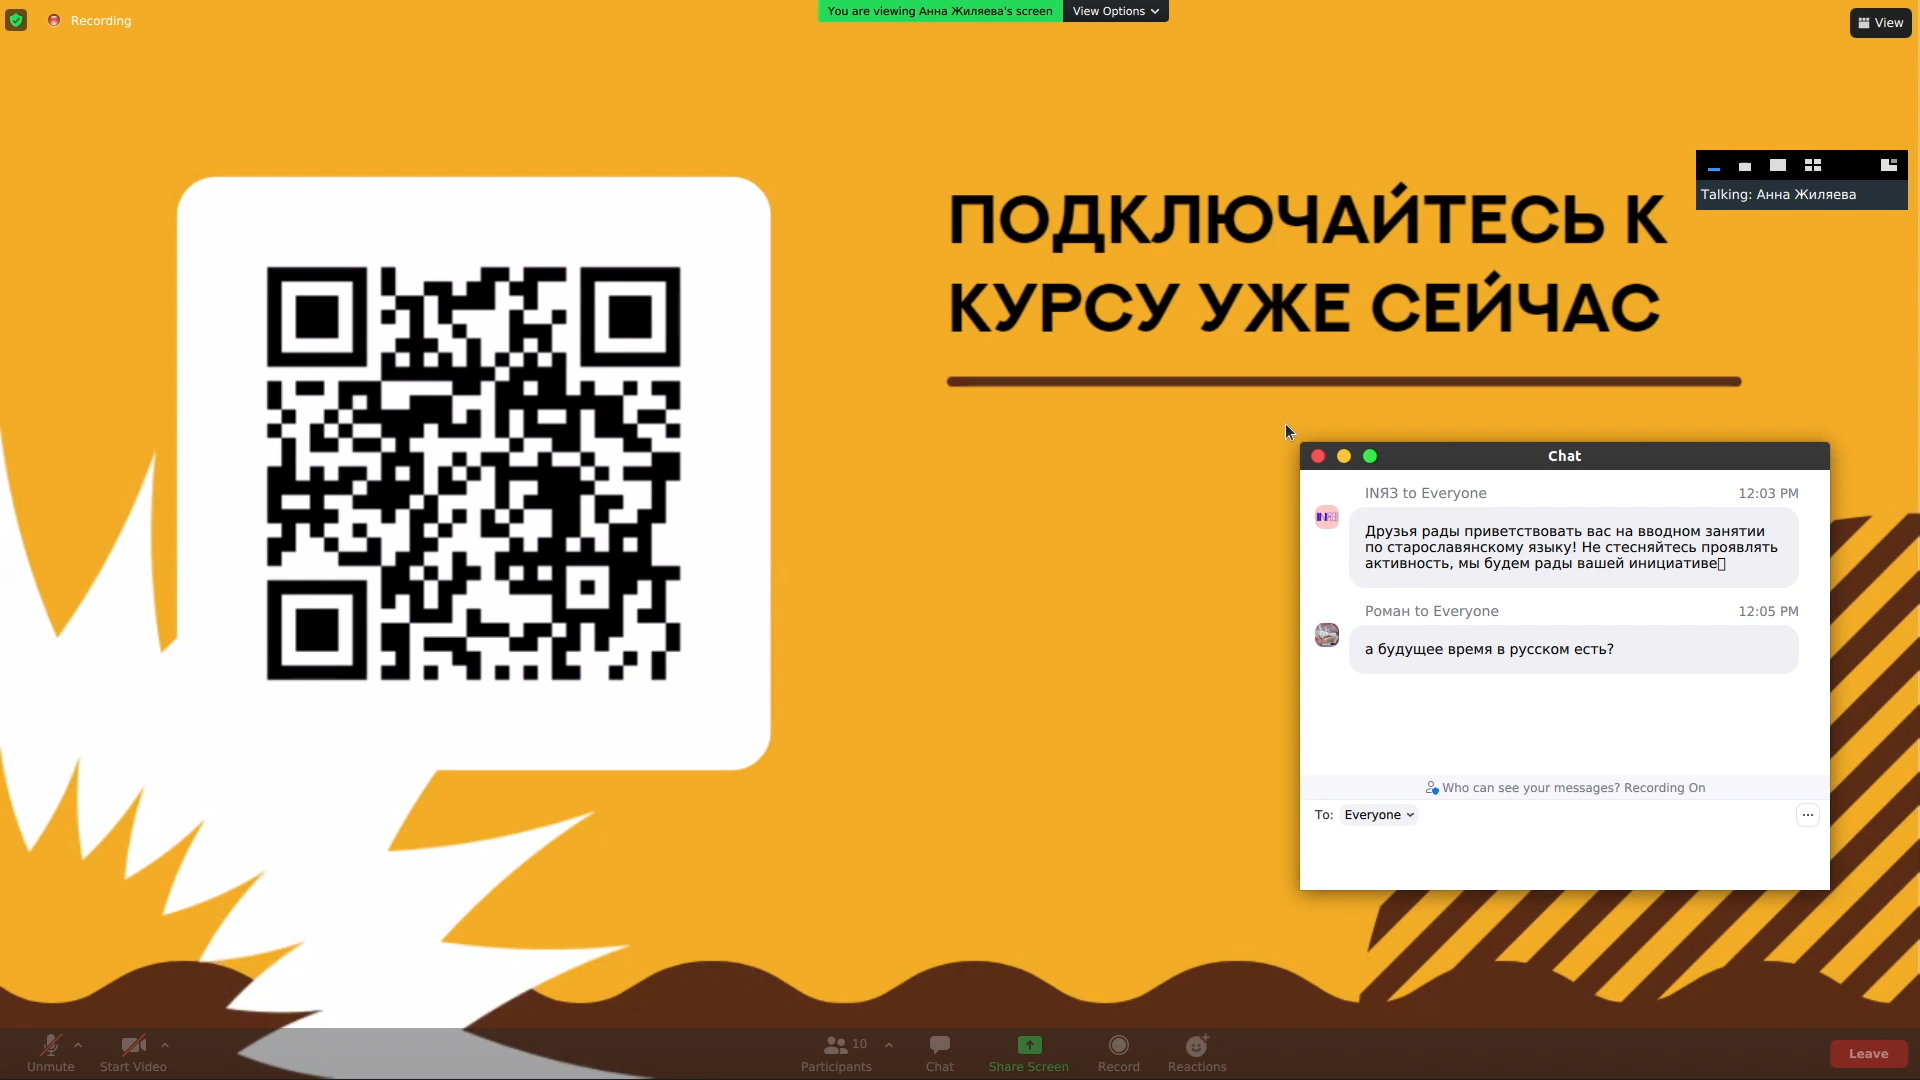 Recording
You are viewing Анна Жиляева's screen
View Options
View
Talking: Анна Жиляева
ПОДКЛЮЧАЙТЕСЬ К
КУРСУ УЖЕ СЕЙЧАС
Chat
INЯЗ to Everyone 12:03 PM
Друзья рады приветствовать вас на вводном занятии
по старославянскому языку! Не стесняйтесь проявлять
активность, мы будем рады вашей инициативе
Роман to Everyone 12:05 PM
а будущее время в русском есть?
Who can see your messages? Recording On
To: Everyone
Unmute
Start Video
Participants 10
Chat
Share Screen
Record
Reactions
Leave